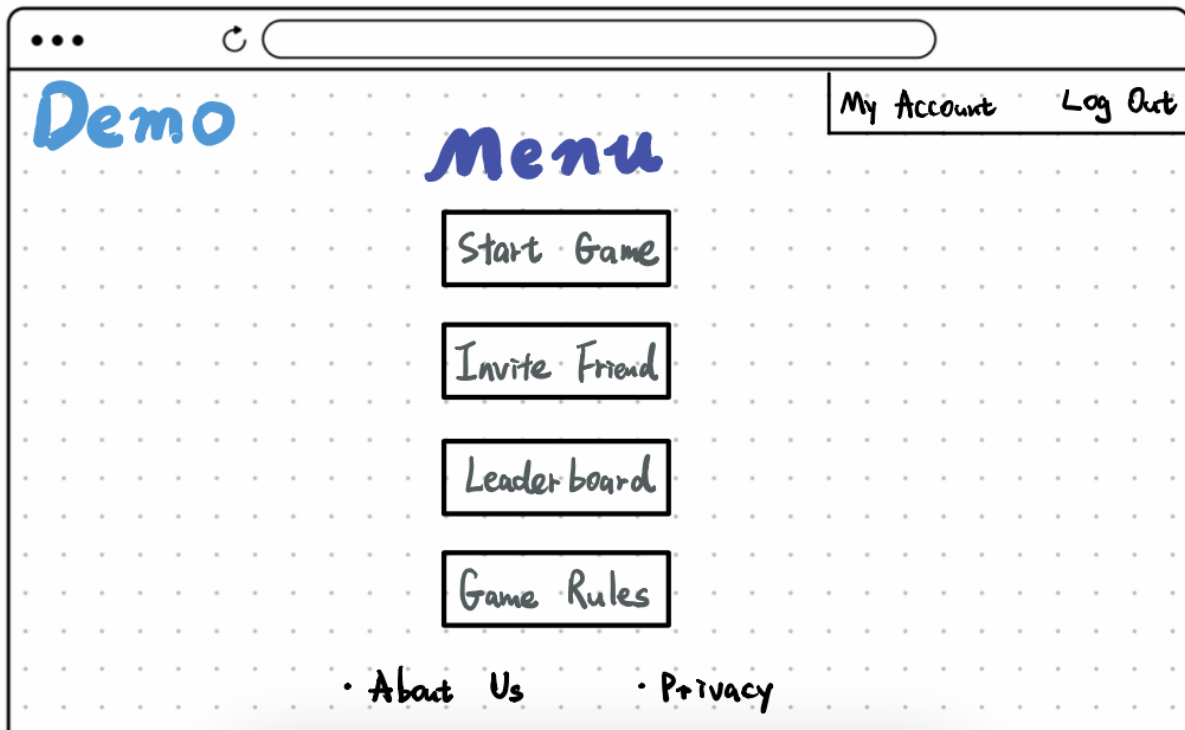 Demo
My Account Log Out
Menu
Start Game
Invite Friend
Leaderboard
Game Rules
· About Us · Privacy